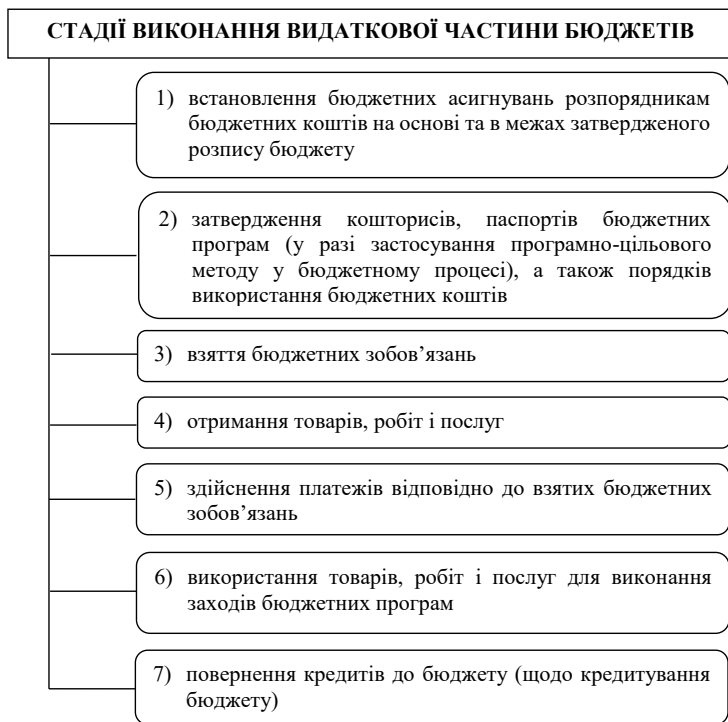 СТАДІЇ ВИКОНАННЯ ВИДАТКОВОЇ ЧАСТИНИ БЮДЖЕТІВ
1) встановлення бюджетних асигнувань розпорядникам
бюджетних коштів на основі та в межах затвердженого
розпису бюджету
2) затвердження кошторисів, паспортів бюджетних
програм (у разі застосування програмно-цільового
методу у бюджетному процесі), а також порядків
використання бюджетних коштів
3) взяття бюджетних зобов’язань
4) отримання товарів, робіт і послуг
5) здійснення платежів відповідно до взятих бюджетних
зобов’язань
6) використання товарів, робіт і послуг для виконання
заходів бюджетних програм
7) повернення кредитів до бюджету (щодо кредитування
бюджету)